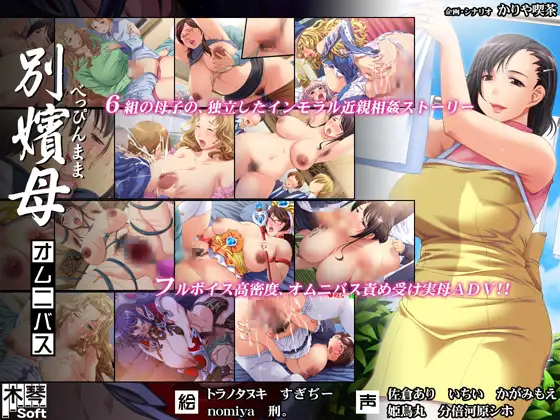 企画・シナリオ かりや喫茶
べっぴんまま
別嬪母
オムニバス
6組の母子の、独立したインモラル近親相姦ストーリー
フルボイス高密度、オムニバス責め受け実母ADV!!
木琴
Soft
絵
トラノタヌキ すぎぢー
nomiya 刑。
声
佐倉あり いちい かがみもえ
姫烏丸 分倍河原シホ